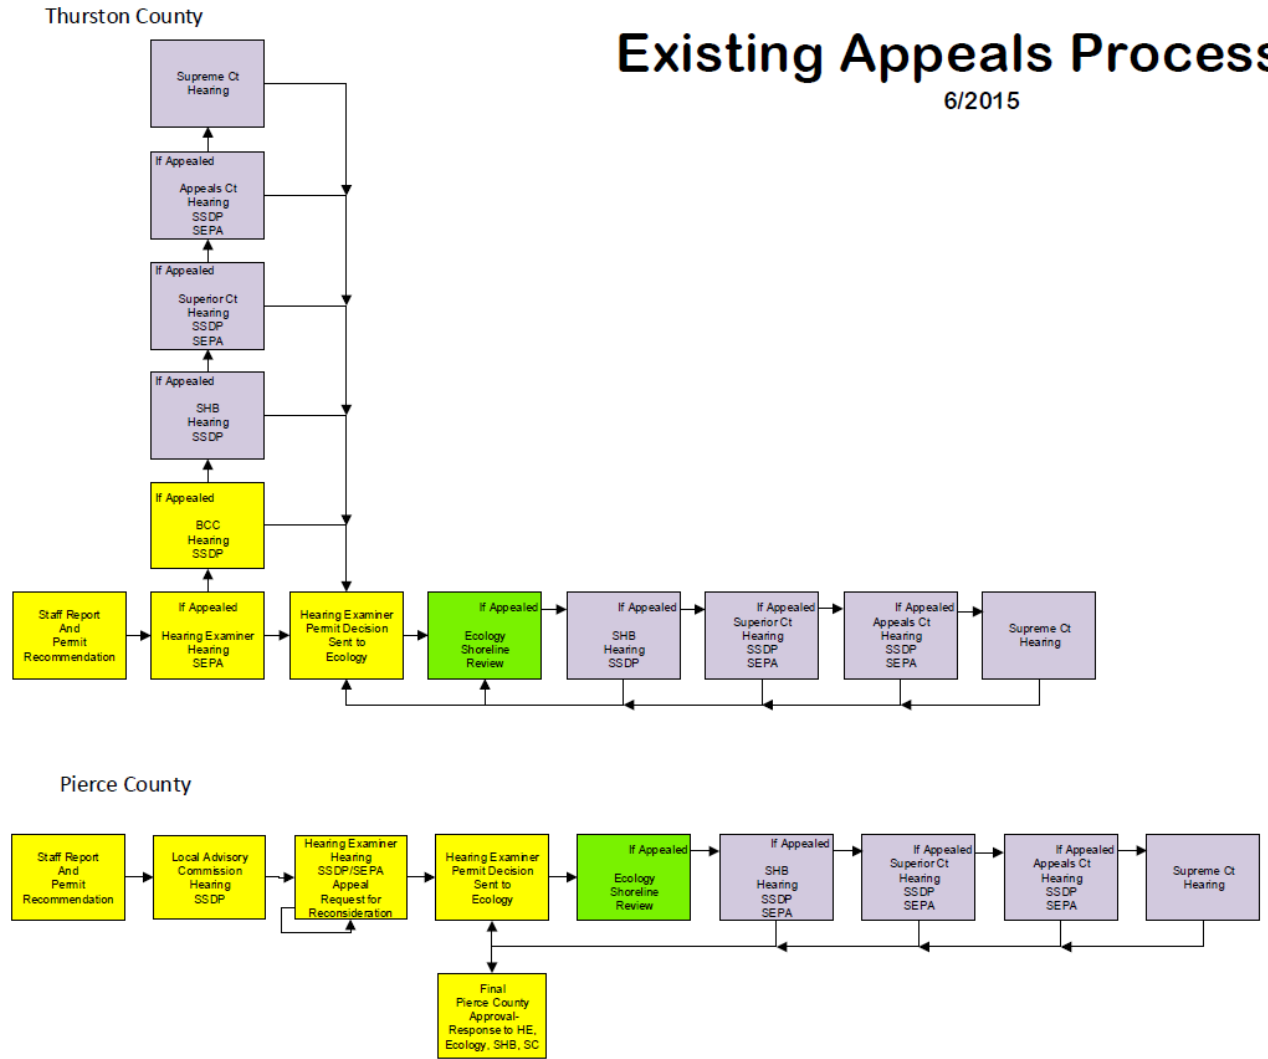 Thurston County
Existing Appeals Process
6/2015
Supreme Ct
Hearing
If Appealed
Appeals Ct
Hearing
SSDP
SEPA
If Appealed
Superior Ct
Hearing
SSDP
SEPA
If Appealed
SHB
Hearing
SSDP
If Appealed
BCC
Hearing
SSDP
Staff Report
And
Permit
Recommendation
If Appealed
Hearing Examiner
Hearing
SEPA
Hearing Examiner
Permit Decision
Sent to
Ecology
If Appealed
Ecology
Shoreline
Review
If Appealed
SHB
Hearing
SSDP
If Appealed
Superior Ct
Hearing
SSDP
SEPA
If Appealed
Appeals Ct
Hearing
SSDP
SEPA
Supreme Ct
Hearing
Pierce County
Staff Report
And
Permit
Recommendation
Local Advisory
Commission
Hearing
SSDP
Hearing Examiner
Hearing
SSDP/SEPA
Appeal
Request for
Reconsideration
Hearing Examiner
Permit Decision
Sent to
Ecology
If Appealed
Ecology
Shoreline
Review
If Appealed
SHB
Hearing
SSDP
SEPA
If Appealed
Superior Ct
Hearing
SSDP
SEPA
If Appealed
Appeals Ct
Hearing
SSDP
SEPA
Supreme Ct
Hearing
Final
Pierce County
Approval-
Response to HE,
Ecology, SHB, SC